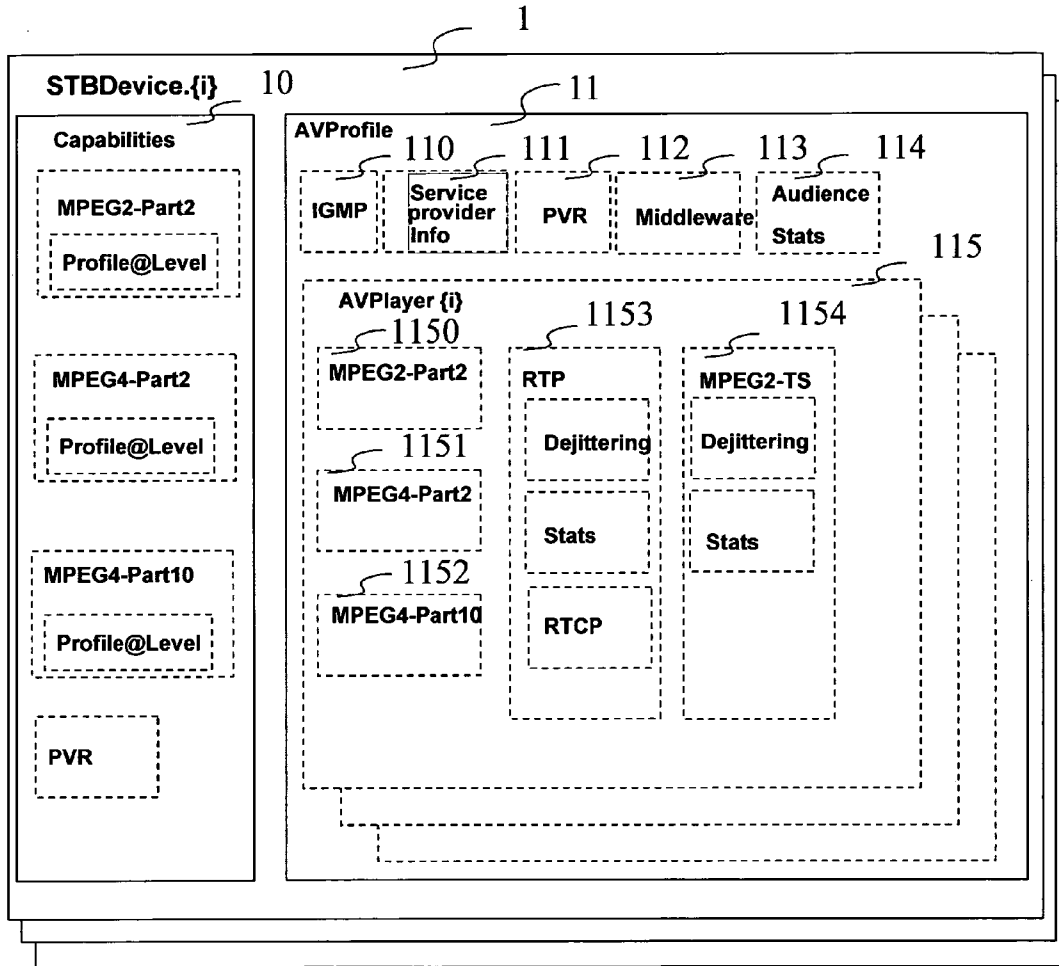 1
STBDevice.{i}
10
Capabilities
MPEG2-Part2
Profile@Level
MPEG4-Part2
Profile@Level
MPEG4-Part10
Profile@Level
PVR
11
AVProfile
110
111
112
113
114
IGMP
Service
provider
Info
PVR
Middleware
Audience
Stats
115
AVPlayer {i}
1150
MPEG2-Part2
1151
MPEG4-Part2
1152
MPEG4-Part10
1153
RTP
Dejittering
Stats
RTCP
1154
MPEG2-TS
Dejittering
Stats